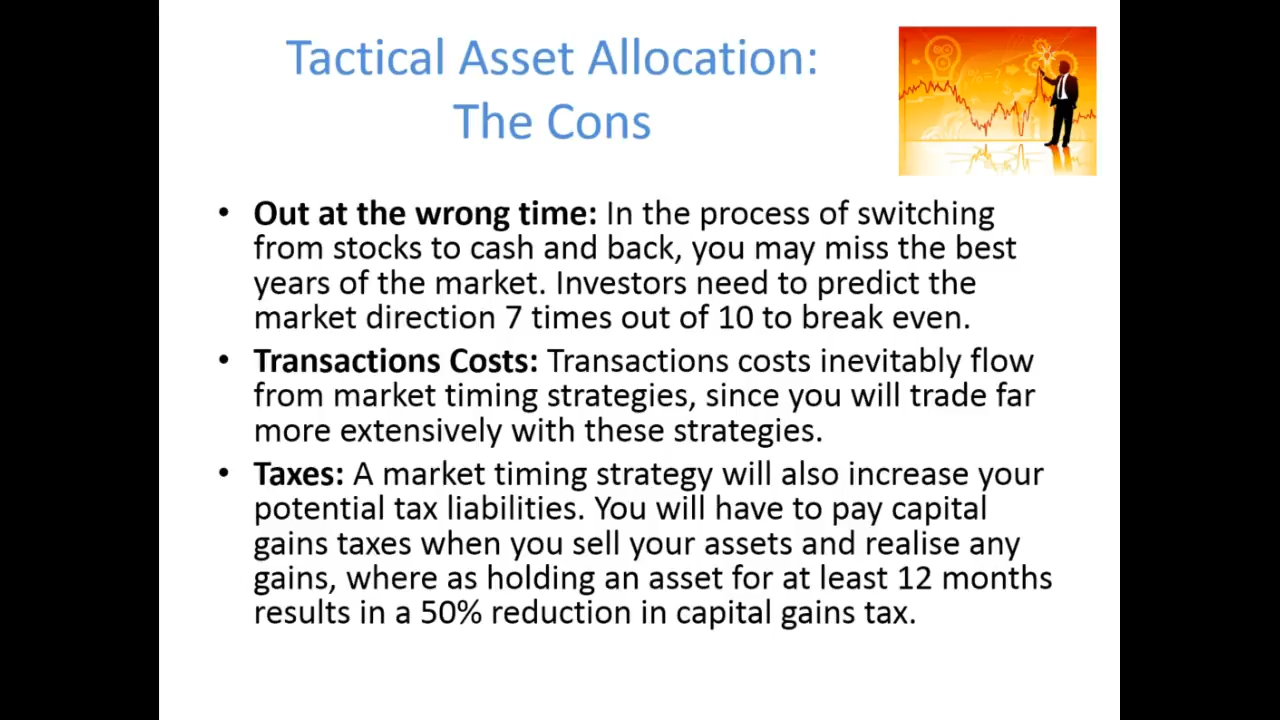 Tactical Asset Allocation:
The Cons
• Out at the wrong time: In the process of switching
from stocks to cash and back, you may miss the best
years of the market. Investors need to predict the
market direction 7 times out of 10 to break even.
• Transactions Costs: Transactions costs inevitably flow
from market timing strategies, since you will trade far
more extensively with these strategies.
• Taxes: A market timing strategy will also increase your
potential tax liabilities. You will have to pay capital
gains taxes when you sell your assets and realise any
gains, where as holding an asset for at least 12 months
results in a 50% reduction in capital gains tax.